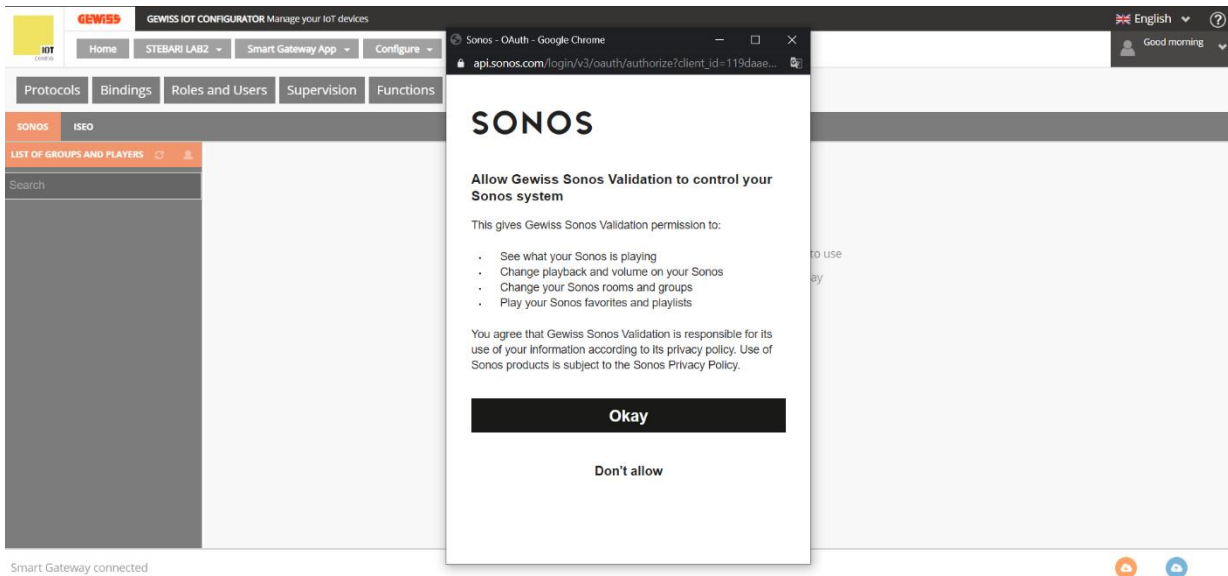 GEWISS GEWISS IOT CONFIGURATOR Manage your IoT devices English ?
IOT
CONFIG
Home STEBARI LAB2 Smart Gateway App Configure
Good morning
Protocols Bindings Roles and Users Supervision Functions
SONOS ISEO
LIST OF GROUPS AND PLAYERS
Search
Sonos - OAuth - Google Chrome
api.sonos.com/login/v3/oauth/authorize?client_id=119daae...
SONOS
Allow Gewiss Sonos Validation to control your
Sonos system
This gives Gewiss Sonos Validation permission to:
· See what your Sonos is playing
· Change playback and volume on your Sonos
· Change your Sonos rooms and groups
· Play your Sonos favorites and playlists
You agree that Gewiss Sonos Validation is responsible for its
use of your information according to its privacy policy. Use of
Sonos products is subject to the Sonos Privacy Policy.
Okay
Don't allow
to use
ay
Smart Gateway connected